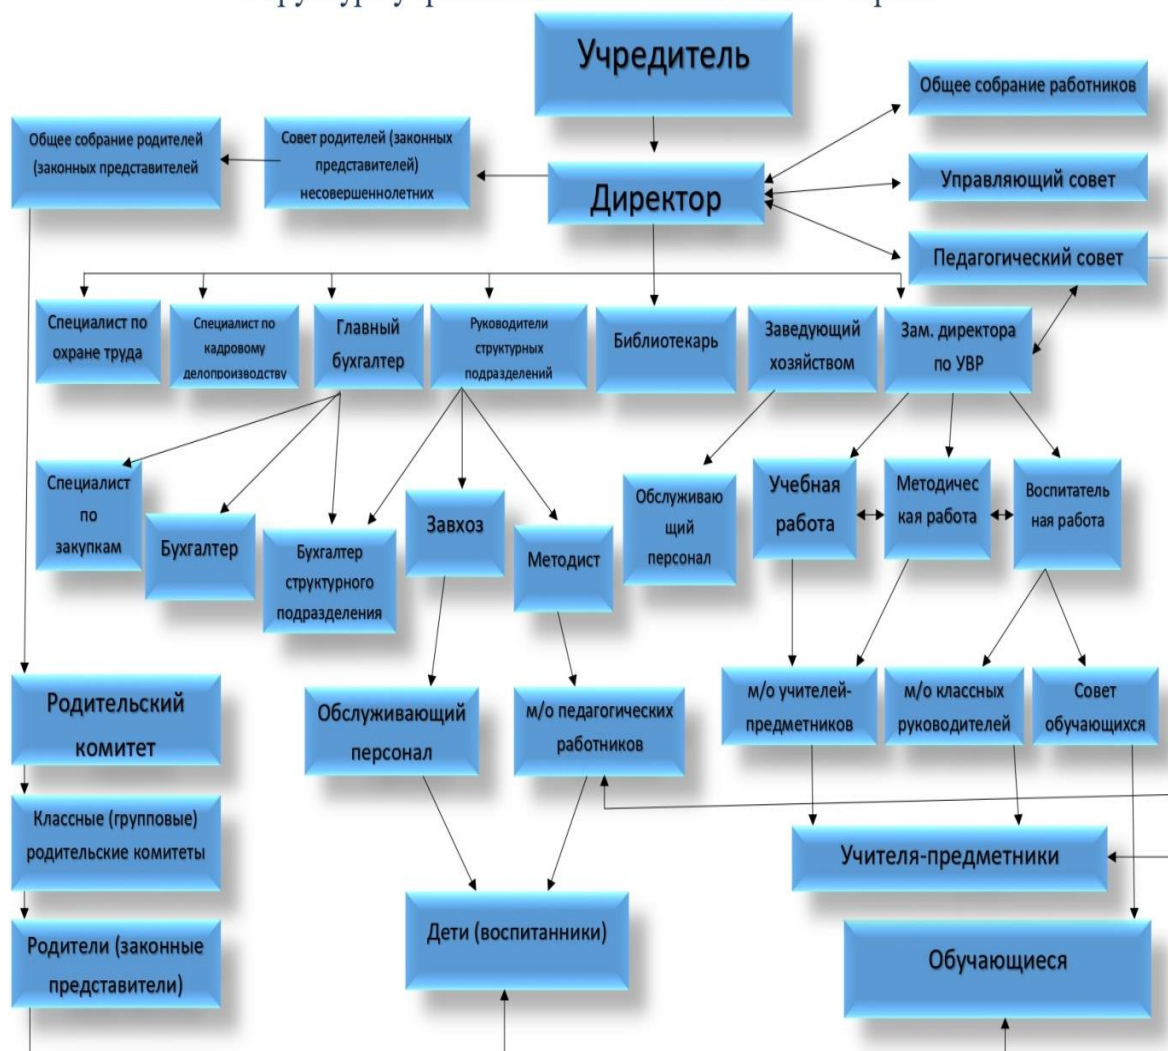 Учредитель
Общее собрание работников
Общее собрание родителей
(законных представителей
Совет родителей (законных
представителей)
несовершеннолетних
Директор
Управляющий совет
Педагогический совет
Специалист по
охране труда
Специалист по
кадровому
делопроизводству
Главный
бухгалтер
Руководители
структурных
подразделений
Библиотекарь
Заведующий
хозяйством
Зам. директора
по УВР
Специалист
по
закупкам
Бухгалтер
Бухгалтер
структурного
подразделения
Завхоз
Методист
Обслуживаю
щий
персонал
Учебная
работа
Методичес
кая работа
Воспитатель
ная работа
Родительский
комитет
Обслуживающий
персонал
м/о педагогических
работников
м/о учителей-
предметников
м/о классных
руководителей
Совет
обучающихся
Классные (групповые)
родительские комитеты
Учителя-предметники
Родители (законные
представители)
Дети (воспитанники)
Обучающиеся